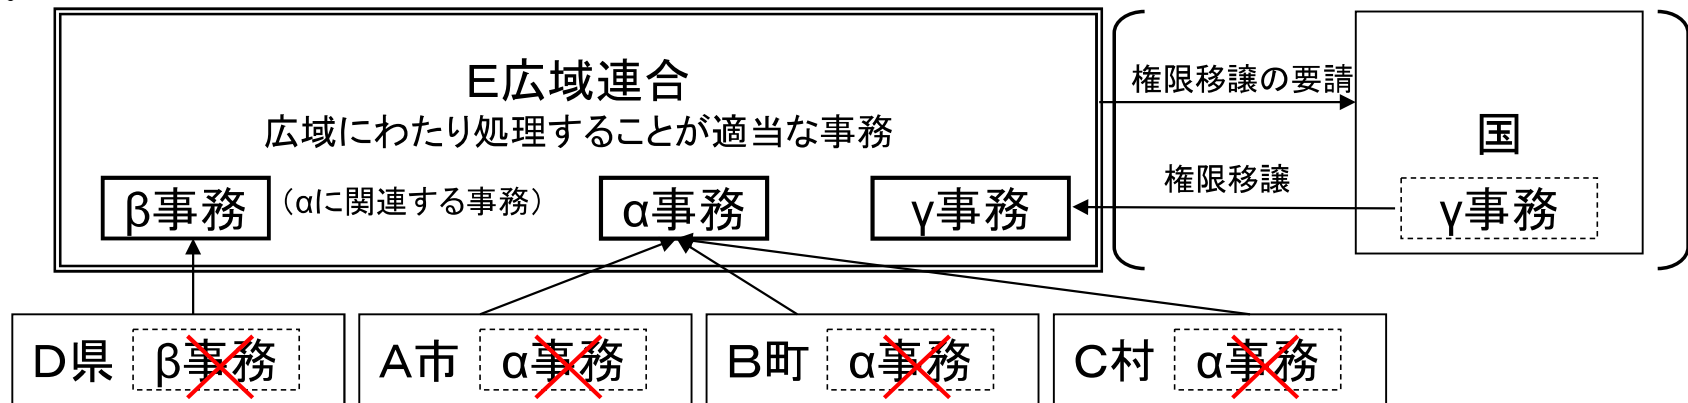 E広域連合
広域にわたり処理することが適当な事務
β事務
（αに関連する事務）
α事務
γ事務
権限移譲の要請
権限移譲
国
γ事務
D県 β事務
A市 α事務
B町 α事務
C村 α事務